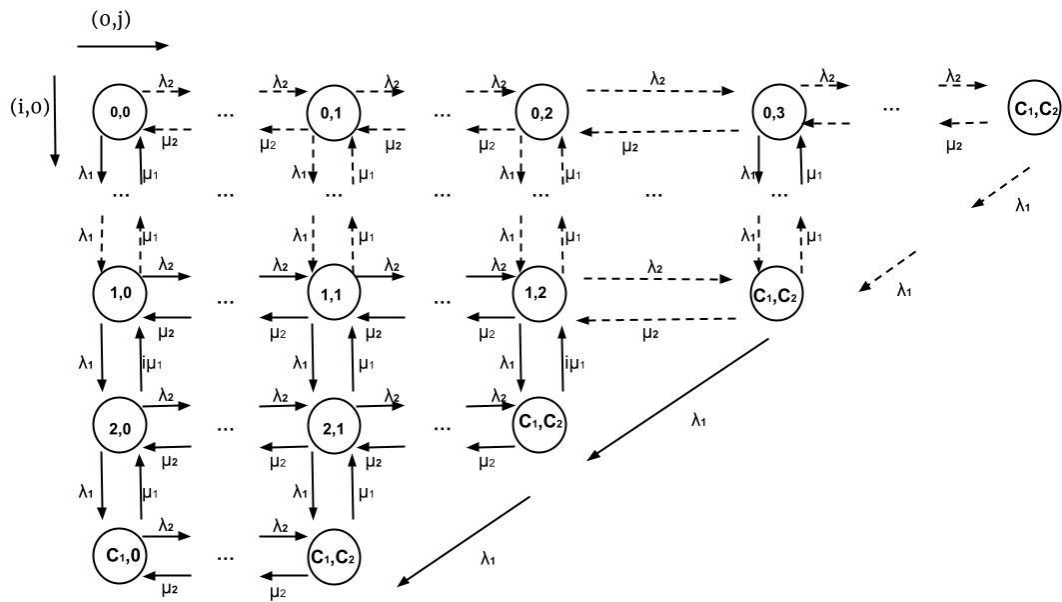 (0,j)
(i,0)
λ₂ λ₂ λ₂ λ₂ λ₂ λ₂ λ₂
0,0 ... 0,1 ... 0,2 0,3 ... C₁,C₂
μ₂ μ₂ μ₂ μ₂ μ₂ μ₂
λ₁ μ₁ λ₁ μ₁ λ₁ μ₁ λ₁ μ₁
... ... ... ... ... ... ... ...
λ₁
λ₁ μ₁ λ₁ μ₁ λ₁ μ₁ λ₁ μ₁
λ₂ λ₂ λ₂ λ₂ λ₂
1,0 ... 1,1 ... 1,2 C₁,C₂
λ₁
μ₂ μ₂ μ₂ μ₂ μ₂
λ₁ iμ₁ λ₁ μ₁ λ₁ iμ₁
λ₂ λ₂ λ₂ λ₂
2,0 ... 2,1 ... C₁,C₂
λ₁
μ₂ μ₂ μ₂ μ₂
λ₁ μ₁ λ₁ μ₁
λ₂ λ₂
C₁,0 ... C₁,C₂
λ₁
μ₂ μ₂